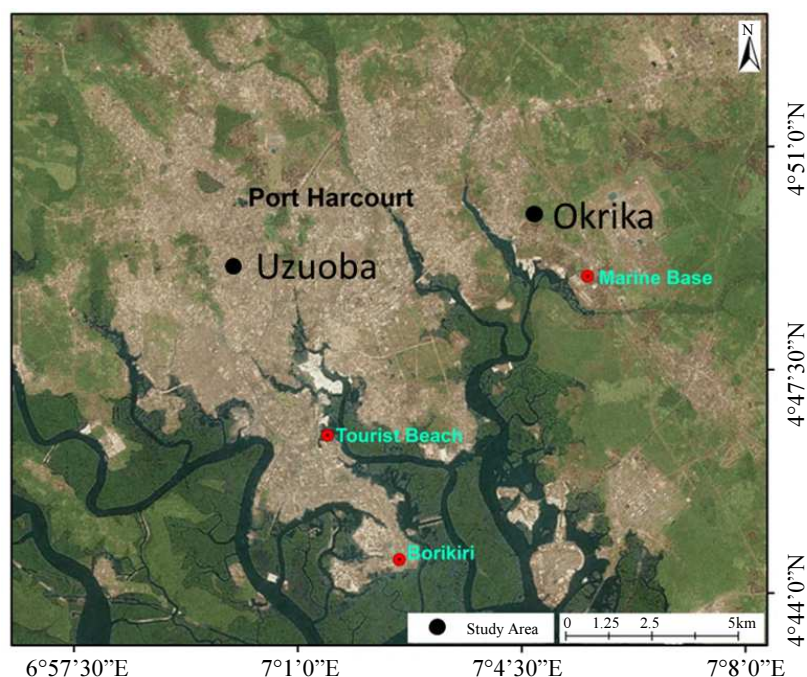 N
4°51'0”N
Port Harcourt
Okrika
Uzuoba
Marine Base
4°47'30”N
Tourist Beach
Borikiri
4°44'0”N
Study Area
0 1.25 2.5 5km
6°57'30”E 7°1'0”E 7°4'30”E 7°8'0”E